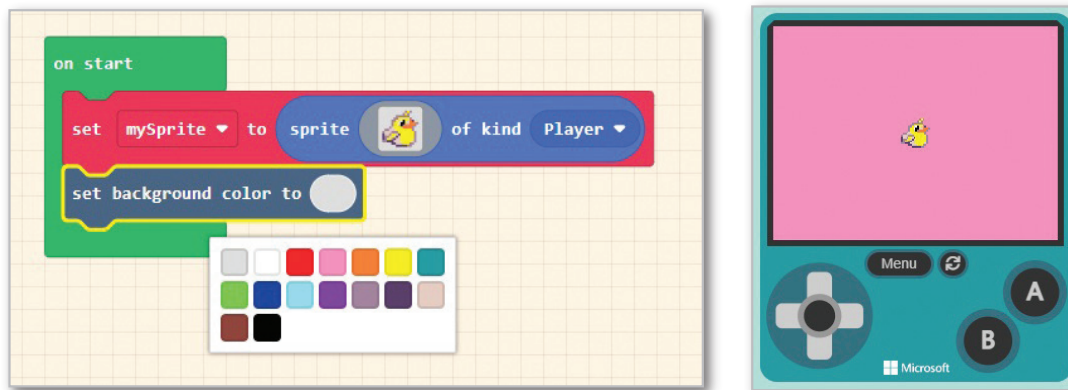 on start
set mySprite to sprite of kind Player
set background color to
Menu
A
B
Microsoft